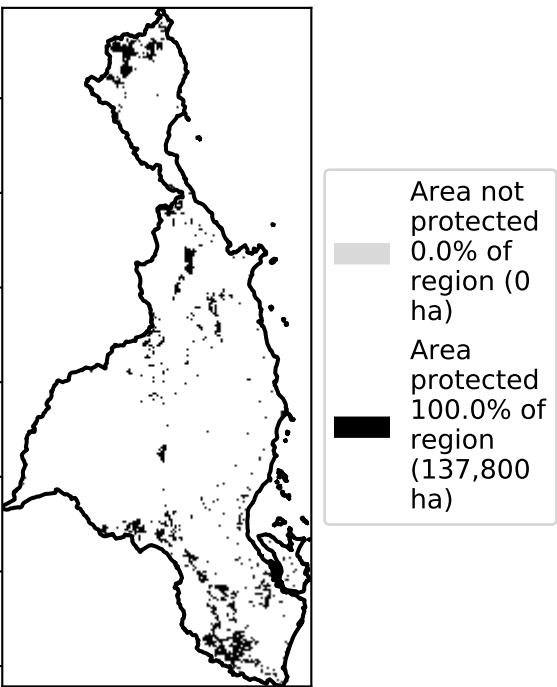 Area not
protected
0.0% of
region (0
ha)
Area
protected
100.0% of
region
(137,800
ha)